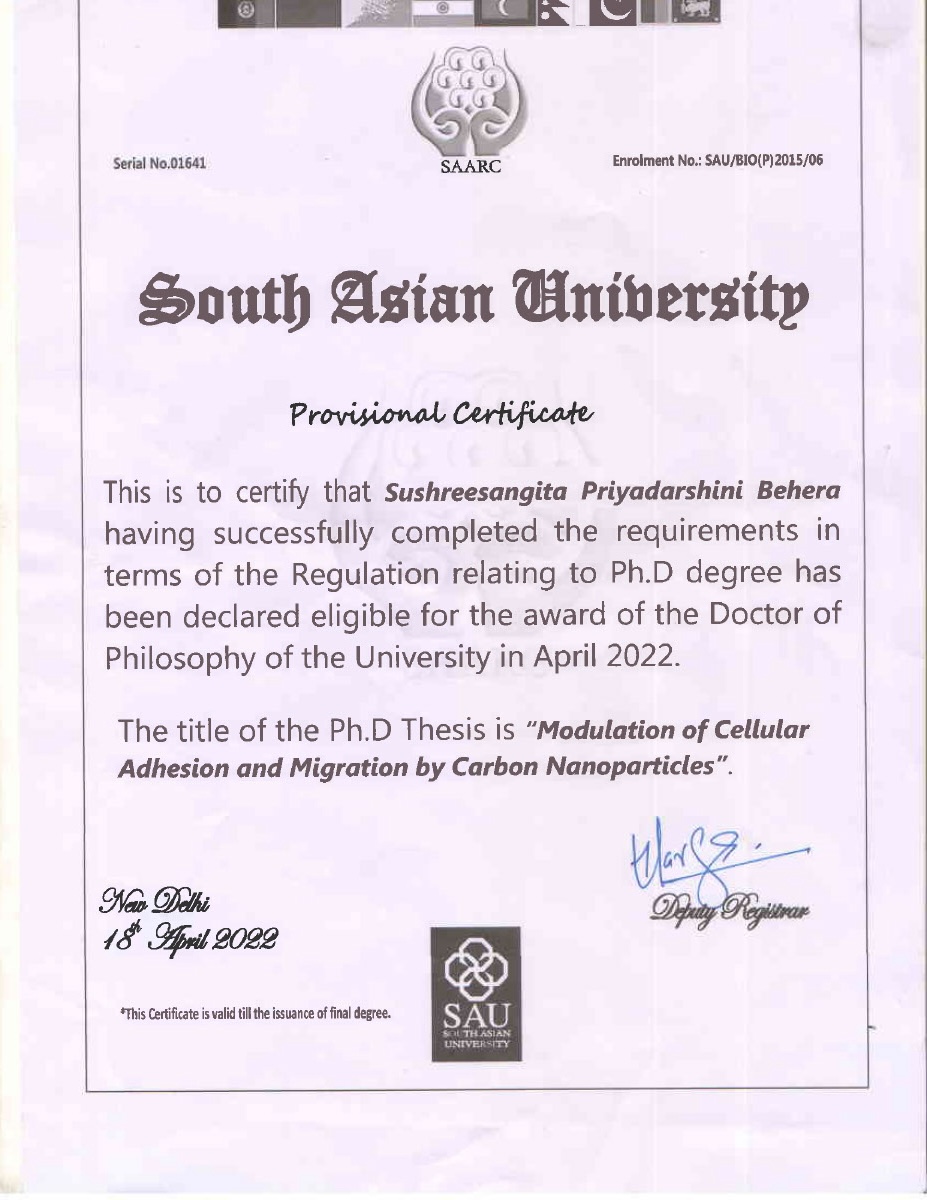 SAARC
Serial No.01641
Enrolment No.: SAU/BIO(P)2015/06
South Asian University
Provisional Certificate
This is to certify that Sushreesangita Priyadarshini Behera
having successfully completed the requirements in
terms of the Regulation relating to Ph.D degree has
been declared eligible for the award of the Doctor of
Philosophy of the University in April 2022.
The title of the Ph.D Thesis is "Modulation of Cellular
Adhesion and Migration by Carbon Nanoparticles".
Deputy Registrar
New Delhi
18th April 2022
*This Certificate is valid till the issuance of final degree.
SAU
SOUTH ASIAN
UNIVERSITY